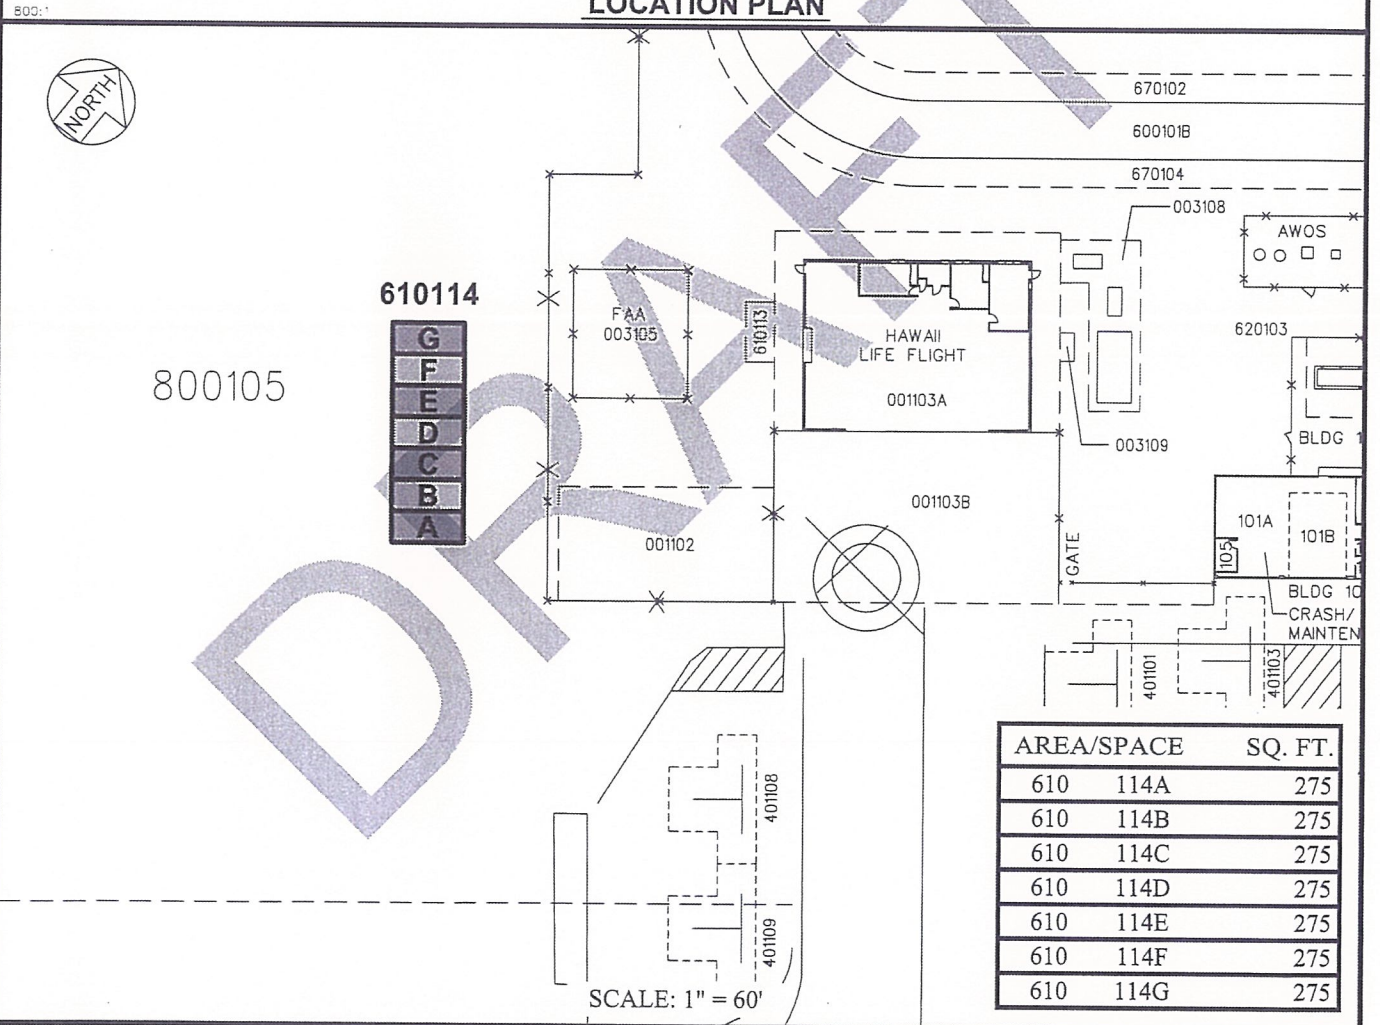 LOCATION PLAN
NORTH
670102
600101B
670104
003108
AWOS
610114
G
F
E
D
C
B
A
800105
FAA
003105
610113
HAWAII
LIFE FLIGHT
001103A
620103
003109
BLDG 1
001103B
001102
GATE
101A
101B
105
BLDG 10
CRASH/
MAINTEN
401101
401103
401108
401109
AREA/SPACE SQ. FT.
610 114A 275
610 114B 275
610 114C 275
610 114D 275
610 114E 275
610 114F 275
610 114G 275
SCALE: 1" = 60'
DRAFT